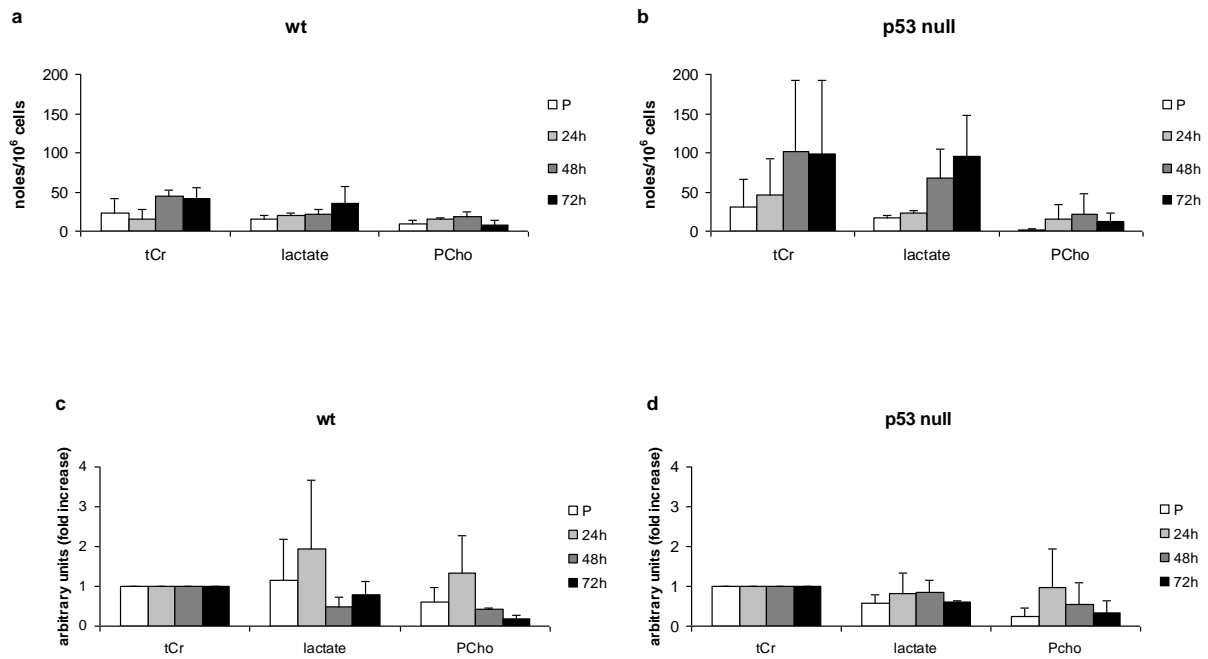 a
wt
noles/10⁶ cells
200
150
100
50
0
tCr lactate PCho
P
24h
48h
72h
b
p53 null
noles/10⁶ cells
200
150
100
50
0
tCr lactate PCho
P
24h
48h
72h
c
wt
arbitrary units (fold increase)
4
3
2
1
0
tCr lactate PCho
P
24h
48h
72h
d
p53 null
arbitrary units (fold increase)
4
3
2
1
0
tCr lactate Pcho
P
24h
48h
72h